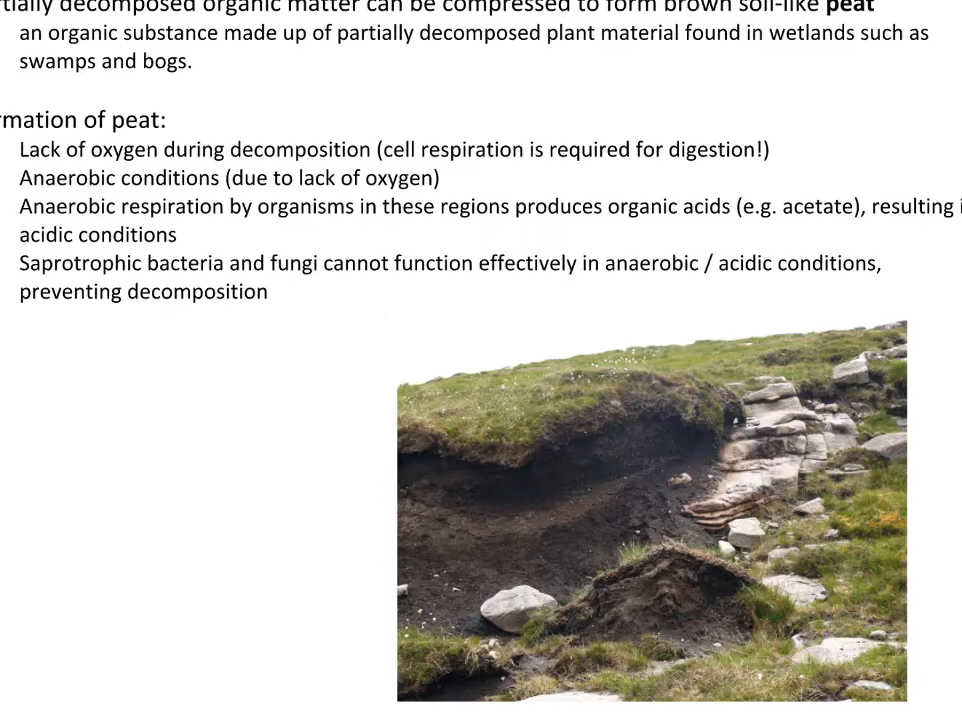 tially decomposed organic matter can be compressed to form brown soil-like peat
an organic substance made up of partially decomposed plant material found in wetlands such as
swamps and bogs.
rmation of peat:
Lack of oxygen during decomposition (cell respiration is required for digestion!)
Anaerobic conditions (due to lack of oxygen)
Anaerobic respiration by organisms in these regions produces organic acids (e.g. acetate), resulting i
acidic conditions
Saprotrophic bacteria and fungi cannot function effectively in anaerobic / acidic conditions,
preventing decomposition